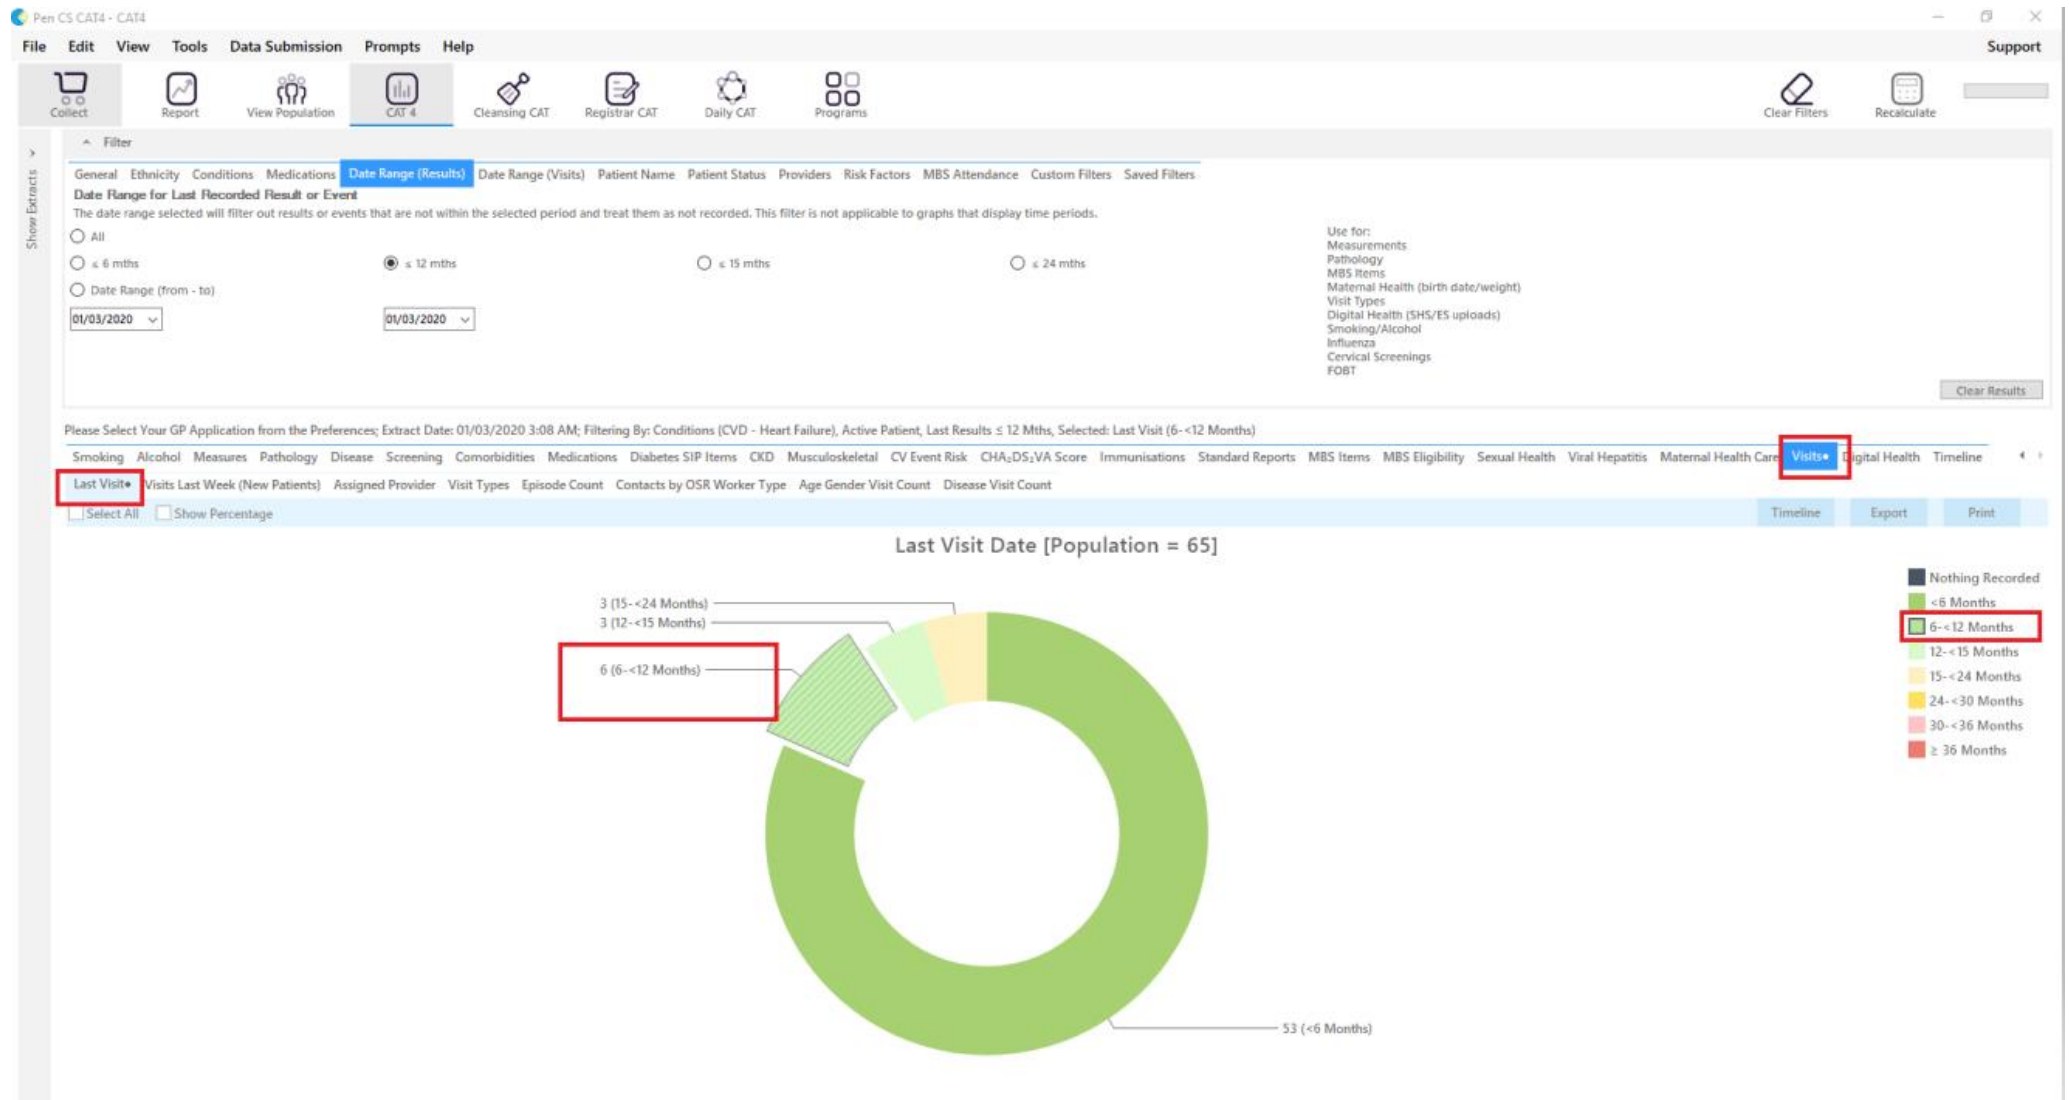 Pen CS CAT4 - CAT4
File Edit View Tools Data Submission Prompts Help Support
Collect Report View Population CAT 4 Cleansing CAT Registrar CAT Daily CAT Programs Clear Filters Recalculate
Show Extracts
Filter
General Ethnicity Conditions Medications Date Range (Results) Date Range (Visits) Patient Name Patient Status Providers Risk Factors MBS Attendance Custom Filters Saved Filters
Date Range for Last Recorded Result or Event
The date range selected will filter out results or events that are not within the selected period and treat them as not recorded. This filter is not applicable to graphs that display time periods.
All
≤ 6 mths ≤ 12 mths ≤ 15 mths ≤ 24 mths
Date Range (from - to)
01/03/2020 01/03/2020
Use for:
Measurements
Pathology
MBS Items
Maternal Health (birth date/weight)
Visit Types
Digital Health (SHS/ES uploads)
Smoking/Alcohol
Influenza
Cervical Screenings
FOBT
Clear Results
Please Select Your GP Application from the Preferences; Extract Date: 01/03/2020 3:08 AM; Filtering By: Conditions (CVD - Heart Failure), Active Patient, Last Results ≤ 12 Mths, Selected: Last Visit (6-<12 Months)
Smoking Alcohol Measures Pathology Disease Screening Comorbidities Medications Diabetes SIP Items CKD Musculoskeletal CV Event Risk CHA₂DS₂VA Score Immunisations Standard Reports MBS Items MBS Eligibility Sexual Health Viral Hepatitis Maternal Health Care Visits• Digital Health Timeline
Last Visit• Visits Last Week (New Patients) Assigned Provider Visit Types Episode Count Contacts by OSR Worker Type Age Gender Visit Count Disease Visit Count
Select All Show Percentage Timeline Export Print
Last Visit Date [Population = 65]
3 (15-<24 Months)
3 (12-<15 Months)
6 (6-<12 Months)
53 (<6 Months)
Nothing Recorded
<6 Months
6-<12 Months
12-<15 Months
15-<24 Months
24-<30 Months
30-<36 Months
≥ 36 Months